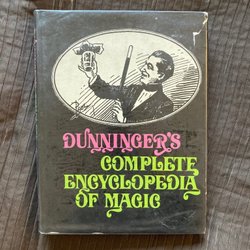 DUNNINGER'S
COMPLETE
ENCYCLOPEDIA
OF MAGIC